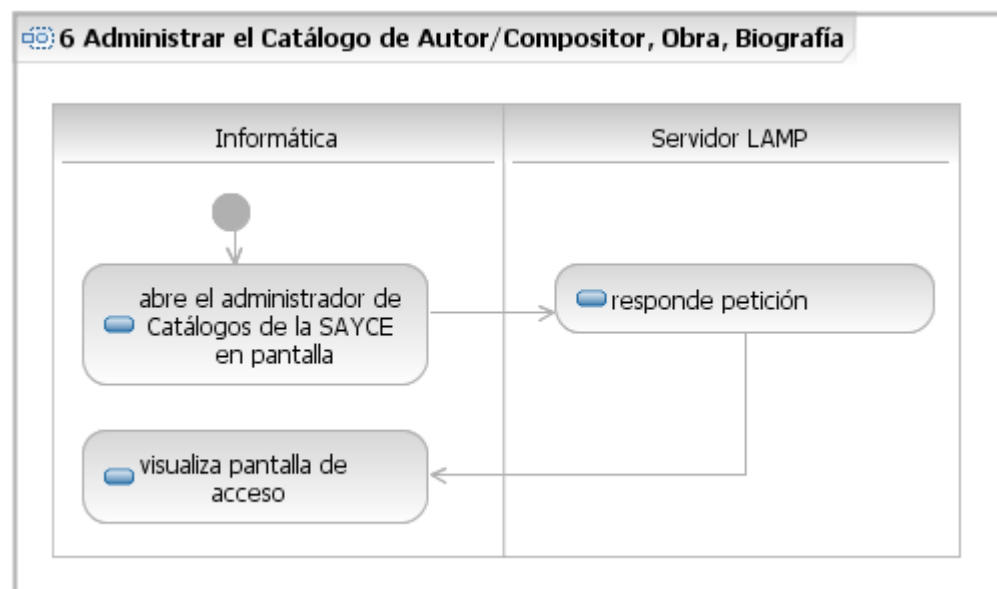 6 Administrar el Catálogo de Autor/Compositor, Obra, Biografía
Informática
Servidor LAMP
abre el administrador de
Catálogos de la SAYCE
en pantalla
responde petición
visualiza pantalla de
acceso